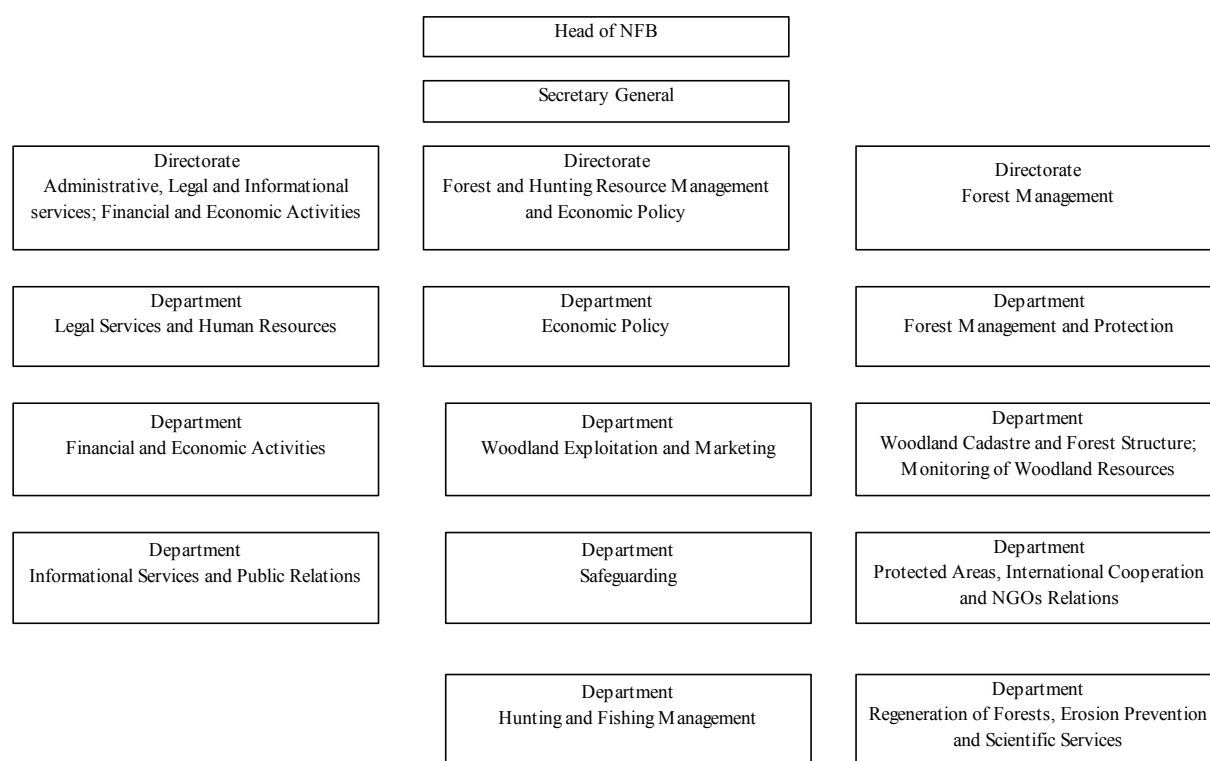 Head of NFB
Secretary General
Directorate
Administrative, Legal and Informational
services; Financial and Economic Activities
Directorate
Forest and Hunting Resource Management
and Economic Policy
Directorate
Forest Management
Department
Legal Services and Human Resources
Department
Economic Policy
Department
Forest Management and Protection
Department
Financial and Economic Activities
Department
Woodland Exploitation and Marketing
Department
Woodland Cadastre and Forest Structure;
Monitoring of Woodland Resources
Department
Informational Services and Public Relations
Department
Safeguarding
Department
Protected Areas, International Cooperation
and NGOs Relations
Department
Hunting and Fishing Management
Department
Regeneration of Forests, Erosion Prevention
and Scientific Services